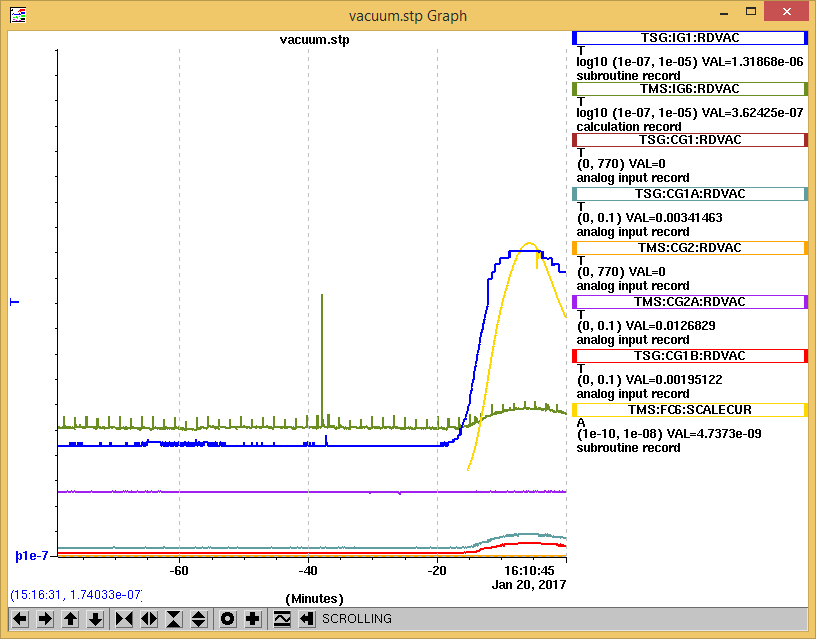 vacuum.stp Graph
vacuum.stp
T
þ1e-7
-60
-40
-20
16:10:45
Jan 20, 2017
(Minutes)
(15:16:31, 1.74033e-07)
SCROLLING
TSG:IG1:RDVAC
T
log10 (1e-07, 1e-05) VAL=1.31868e-06
subroutine record
TMS:IG6:RDVAC
T
log10 (1e-07, 1e-05) VAL=3.62425e-07
calculation record
TSG:CG1:RDVAC
T
(0, 770) VAL=0
analog input record
TSG:CG1A:RDVAC
T
(0, 0.1) VAL=0.00341463
analog input record
TMS:CG2:RDVAC
T
(0, 770) VAL=0
analog input record
TMS:CG2A:RDVAC
T
(0, 0.1) VAL=0.0126829
analog input record
TSG:CG1B:RDVAC
T
(0, 0.1) VAL=0.00195122
analog input record
TMS:FC6:SCALECUR
A
(1e-10, 1e-08) VAL=4.7373e-09
subroutine record